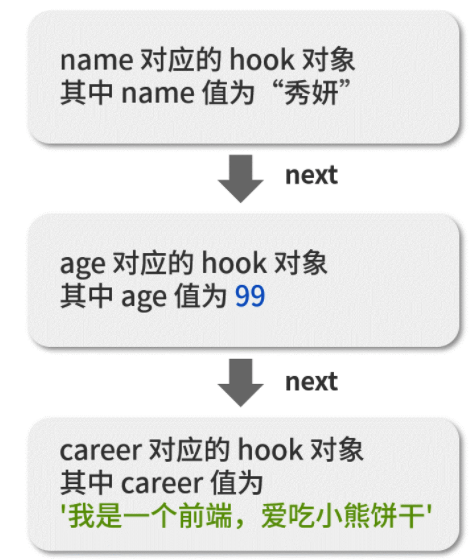 name 对应的 hook 对象
其中 name 值为“秀妍”
next
age 对应的 hook 对象
其中 age 值为 99
next
career 对应的 hook 对象
其中 career 值为
'我是一个前端，爱吃小熊饼干'